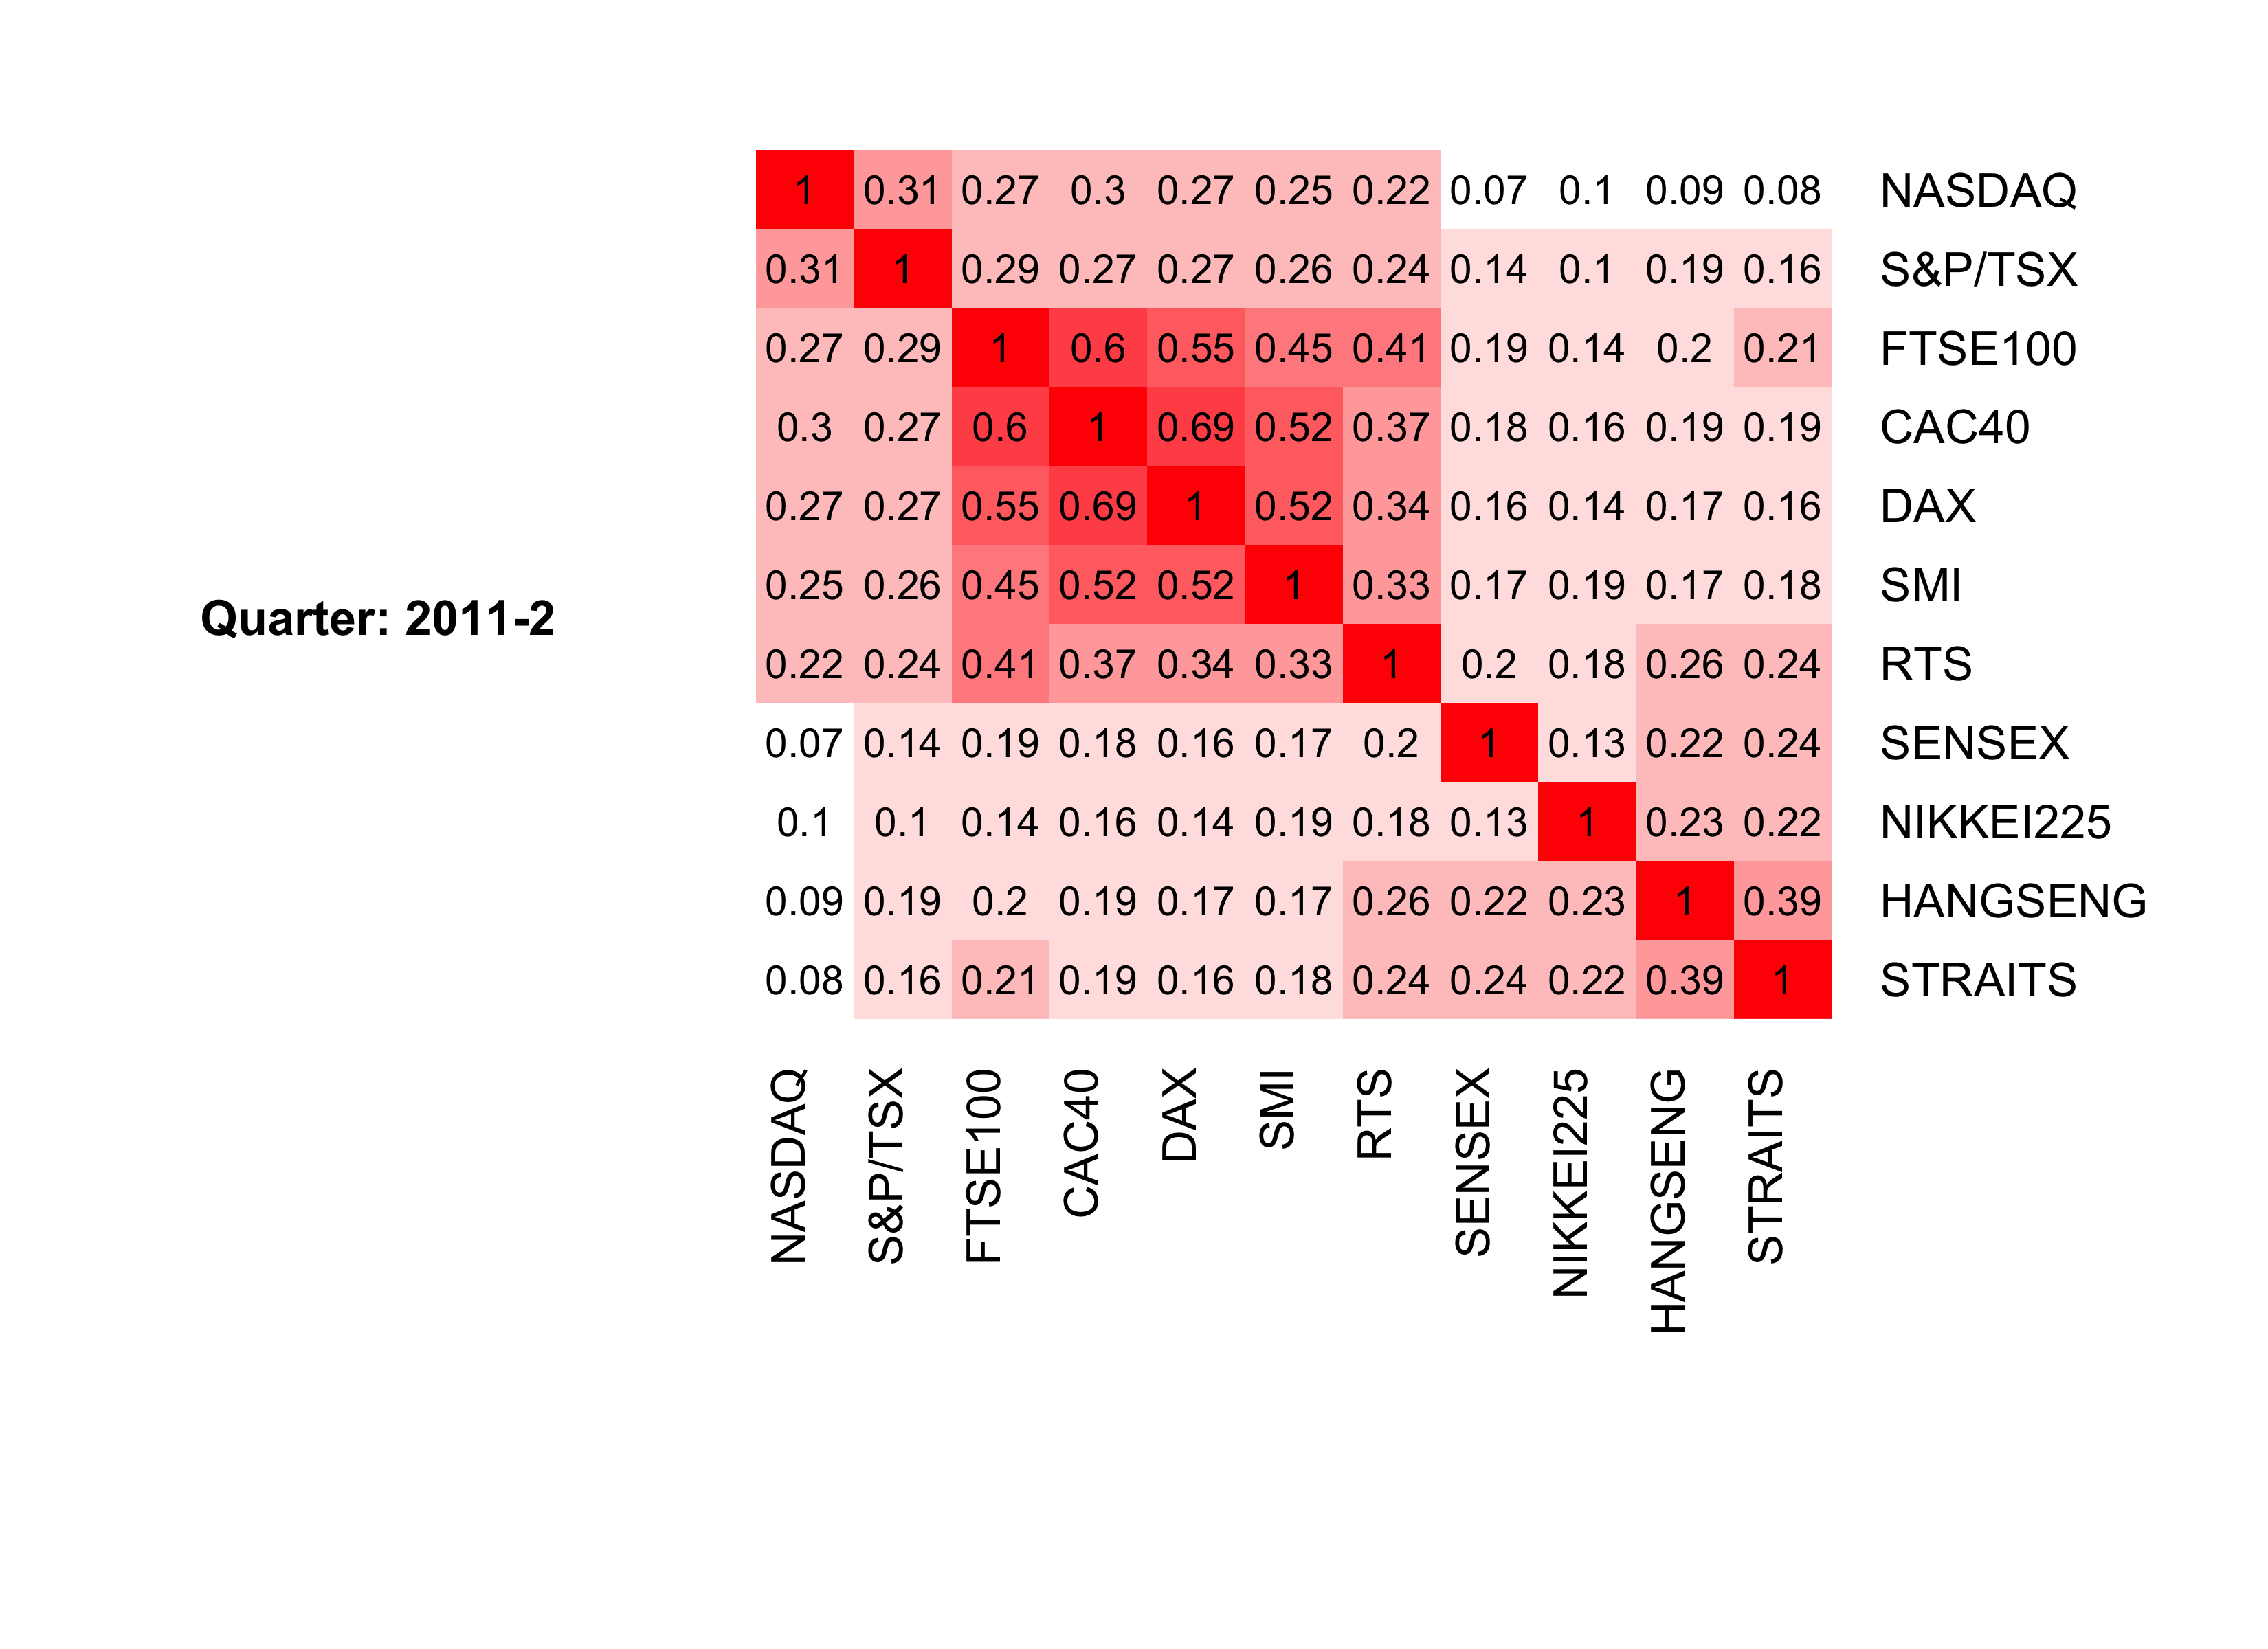 1 0.31 0.27 0.3 0.27 0.25 0.22 0.07 0.1 0.09 0.08 NASDAQ
0.31 1 0.29 0.27 0.27 0.26 0.24 0.14 0.1 0.19 0.16 S&P/TSX
0.27 0.29 1 0.6 0.55 0.45 0.41 0.19 0.14 0.2 0.21 FTSE100
0.3 0.27 0.6 1 0.69 0.52 0.37 0.18 0.16 0.19 0.19 CAC40
0.27 0.27 0.55 0.69 1 0.52 0.34 0.16 0.14 0.17 0.16 DAX
0.25 0.26 0.45 0.52 0.52 1 0.33 0.17 0.19 0.17 0.18 SMI
Quarter: 2011-2
0.22 0.24 0.41 0.37 0.34 0.33 1 0.2 0.18 0.26 0.24 RTS
0.07 0.14 0.19 0.18 0.16 0.17 0.2 1 0.13 0.22 0.24 SENSEX
0.1 0.1 0.14 0.16 0.14 0.19 0.18 0.13 1 0.23 0.22 NIKKEI225
0.09 0.19 0.2 0.19 0.17 0.17 0.26 0.22 0.23 1 0.39 HANGSENG
0.08 0.16 0.21 0.19 0.16 0.18 0.24 0.24 0.22 0.39 1 STRAITS
NASDAQ
S&P/TSX
FTSE100
CAC40
DAX
SMI
RTS
SENSEX
NIKKEI225
HANGSENG
STRAITS